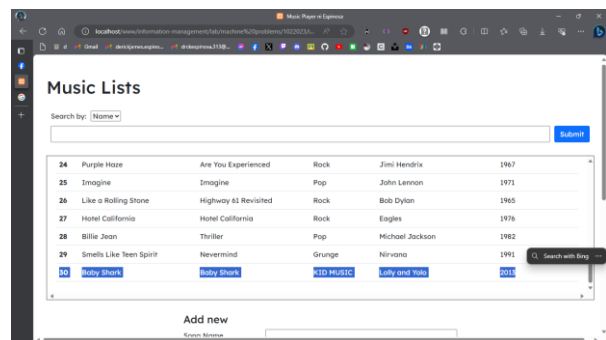 Music Player ni Espinosa
localhost/www/information-management/lab/machine%20problems/1022023/i...
Gmail
Music Lists
Search by: Name
Submit
24 Purple Haze Are You Experienced Rock Jimi Hendrix 1967
25 Imagine Imagine Pop John Lennon 1971
26 Like a Rolling Stone Highway 61 Revisited Rock Bob Dylan 1965
27 Hotel California Hotel California Rock Eagles 1976
28 Billie Jean Thriller Pop Michael Jackson 1982
29 Smells Like Teen Spirit Nevermind Grunge Nirvana 1991
Search with Bing
30 Baby Shark Baby Shark KID MUSIC Lolly and Yolo 2013
Add new
Song Name